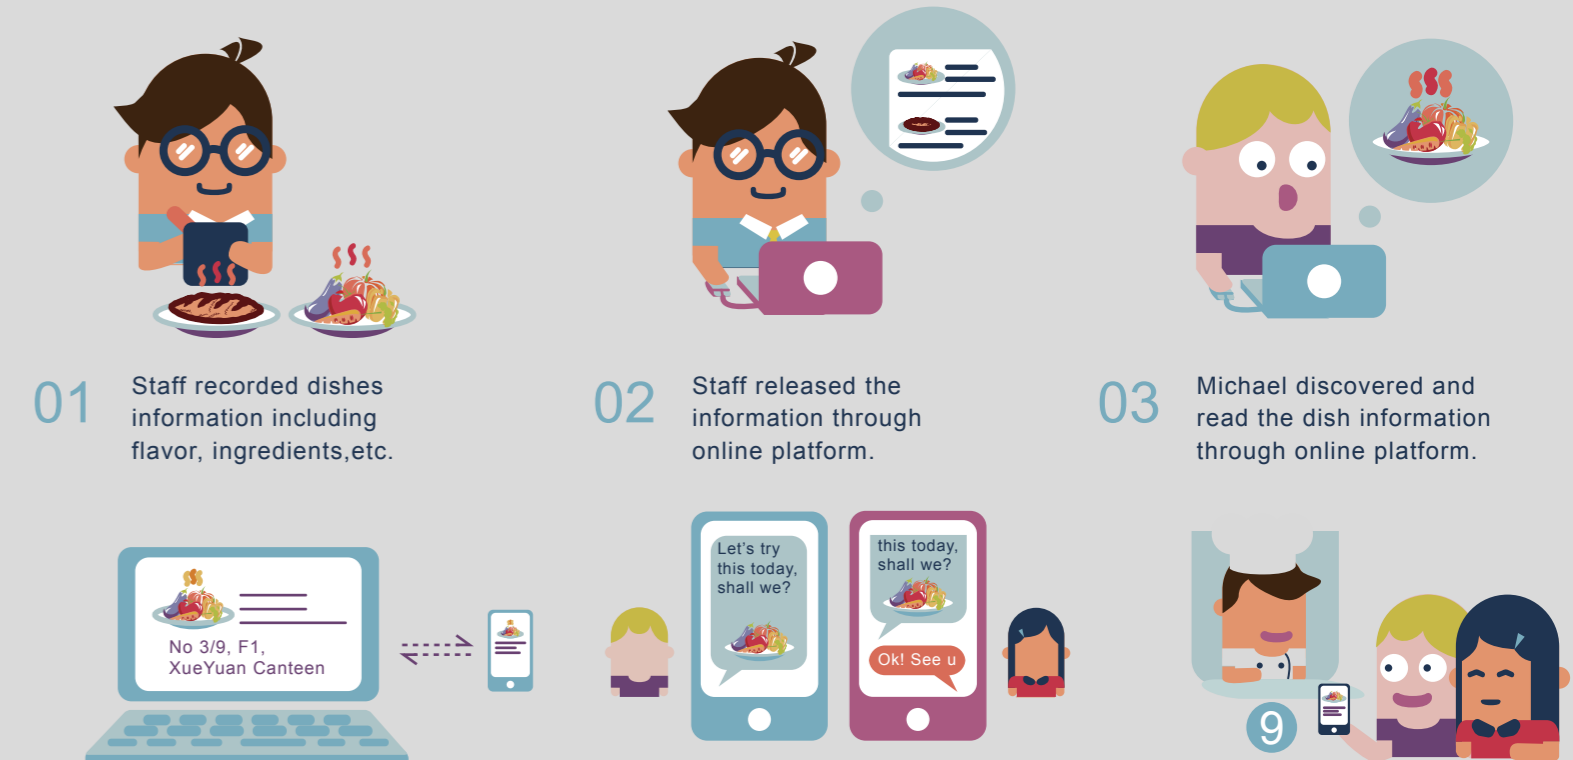 01
Staff recorded dishes
information including
flavor, ingredients,etc.
02
Staff released the
information through
online platform.
03
Michael discovered and
read the dish information
through online platform.
No 3/9, F1,
XueYuan Canteen
Let's try
this today,
shall we?
this today,
shall we?
Ok! See u
9